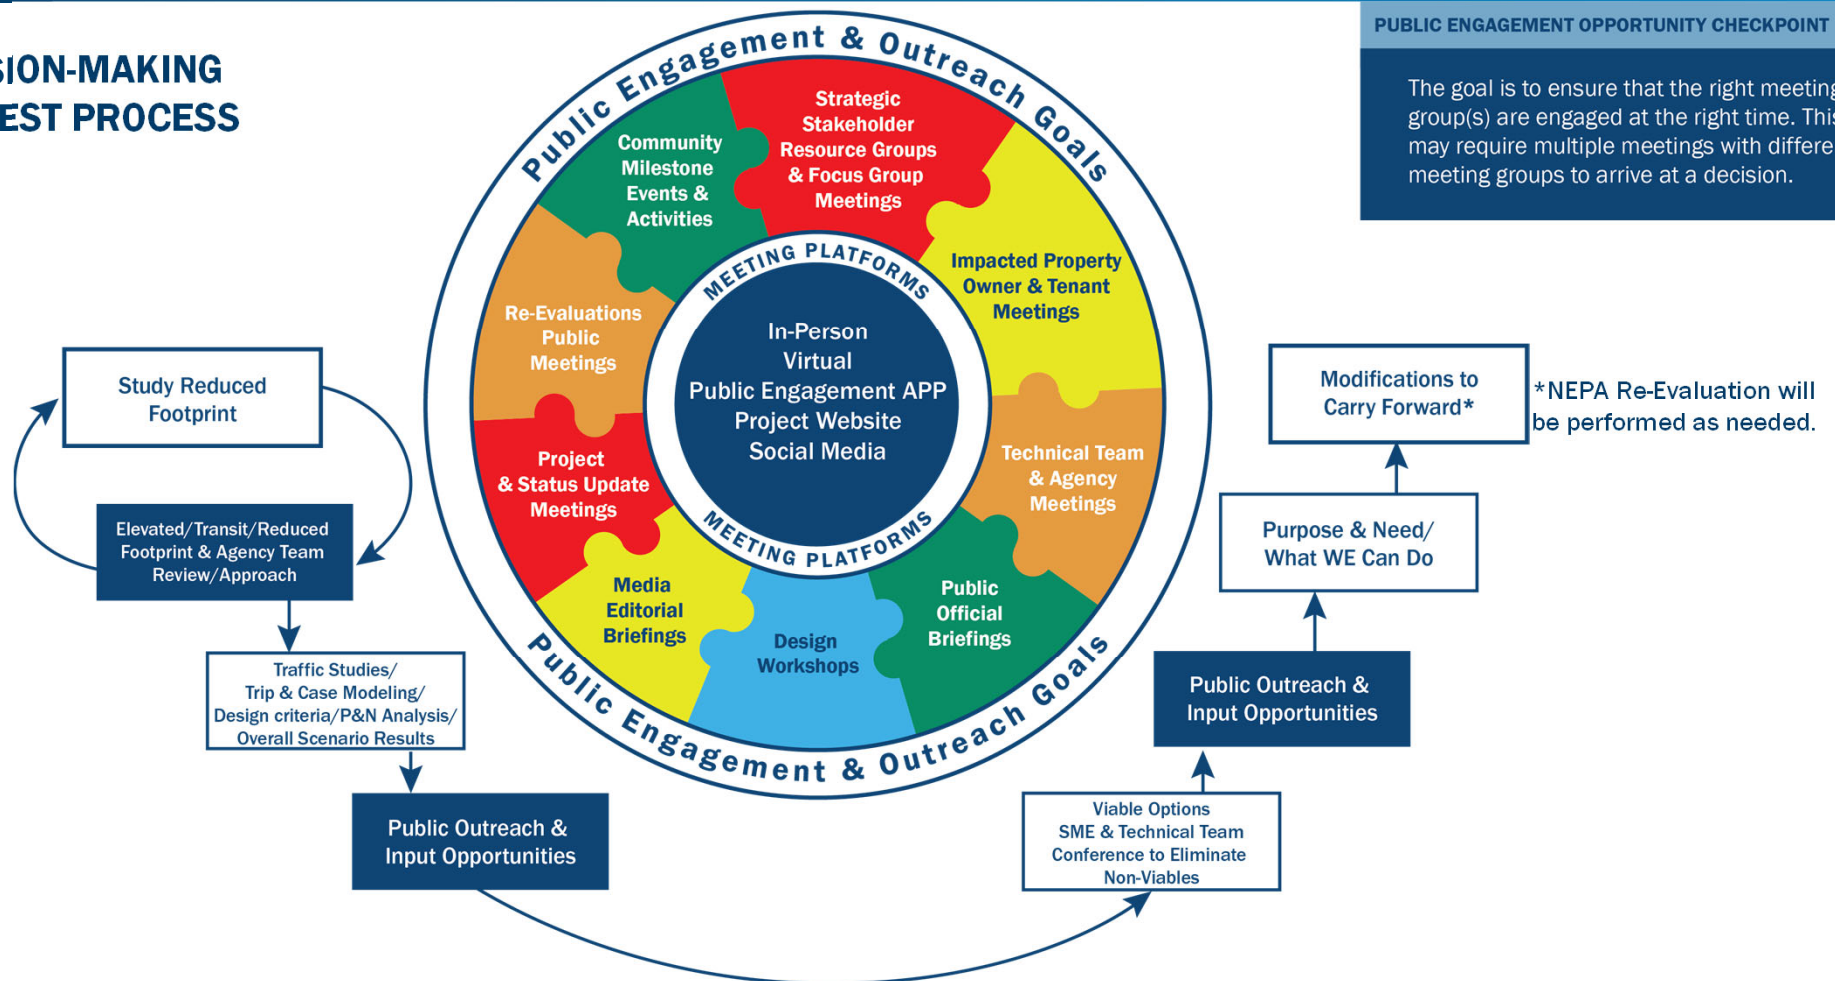 SION-MAKING
EST PROCESS
PUBLIC ENGAGEMENT OPPORTUNITY CHECKPOINT
The goal is to ensure that the right meeting
group(s) are engaged at the right time. This
may require multiple meetings with differe
meeting groups to arrive at a decision.
Public Engagement & Outreach Goals
Strategic
Stakeholder
Resource Groups
& Focus Group
Meetings
Community
Milestone
Events &
Activities
Impacted Property
Owner & Tenant
Meetings
Re-Evaluations
Public
Meetings
MEETING PLATFORMS
In-Person
Virtual
Public Engagement APP
Project Website
Social Media
MEETING PLATFORMS
Technical Team
& Agency
Meetings
Project
& Status Update
Meetings
Media
Editorial
Briefings
Design
Workshops
Public
Official
Briefings
Public Engagement & Outreach Goals
Study Reduced
Footprint
Elevated/Transit/Reduced
Footprint & Agency Team
Review/Approach
Traffic Studies/
Trip & Case Modeling/
Design criteria/P&N Analysis/
Overall Scenario Results
Public Outreach &
Input Opportunities
Viable Options
SME & Technical Team
Conference to Eliminate
Non-Viables
Public Outreach &
Input Opportunities
Purpose & Need/
What WE Can Do
Modifications to
Carry Forward*
*NEPA Re-Evaluation will
be performed as needed.